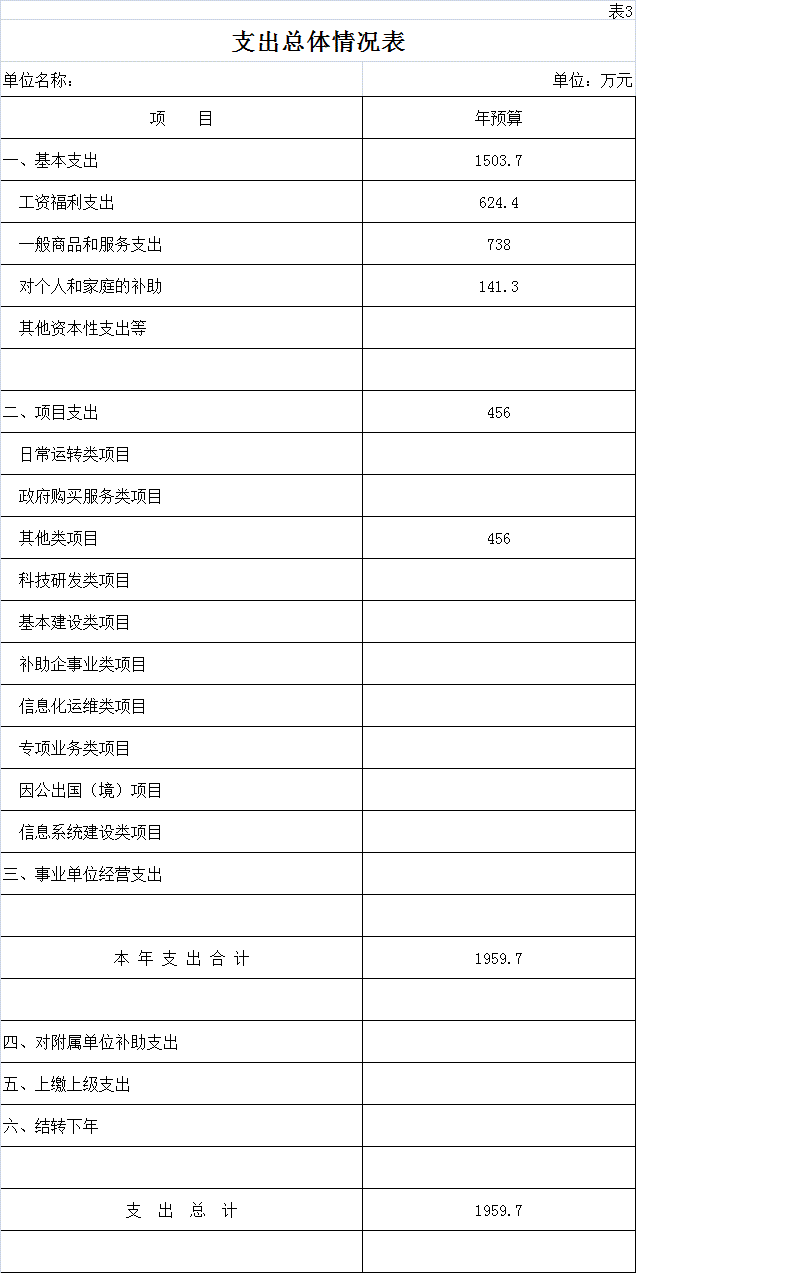 表3
支出总体情况表
单位名称: 单位: 万元
项 目 年预算
一、基本支出 1503.7
工资福利支出 624.4
一般商品和服务支出 738
对个人和家庭的补助 141.3
其他资本性支出等
二、项目支出 456
日常运转类项目
政府购买服务类项目
其他类项目 456
科技研发类项目
基本建设类项目
补助企事业类项目
信息化运维类项目
专项业务类项目
因公出国（境）项目
信息系统建设类项目
三、事业单位经营支出
本 年 支 出 合 计 1959.7
四、对附属单位补助支出
五、上缴上级支出
六、结转下年
支 出 总 计 1959.7